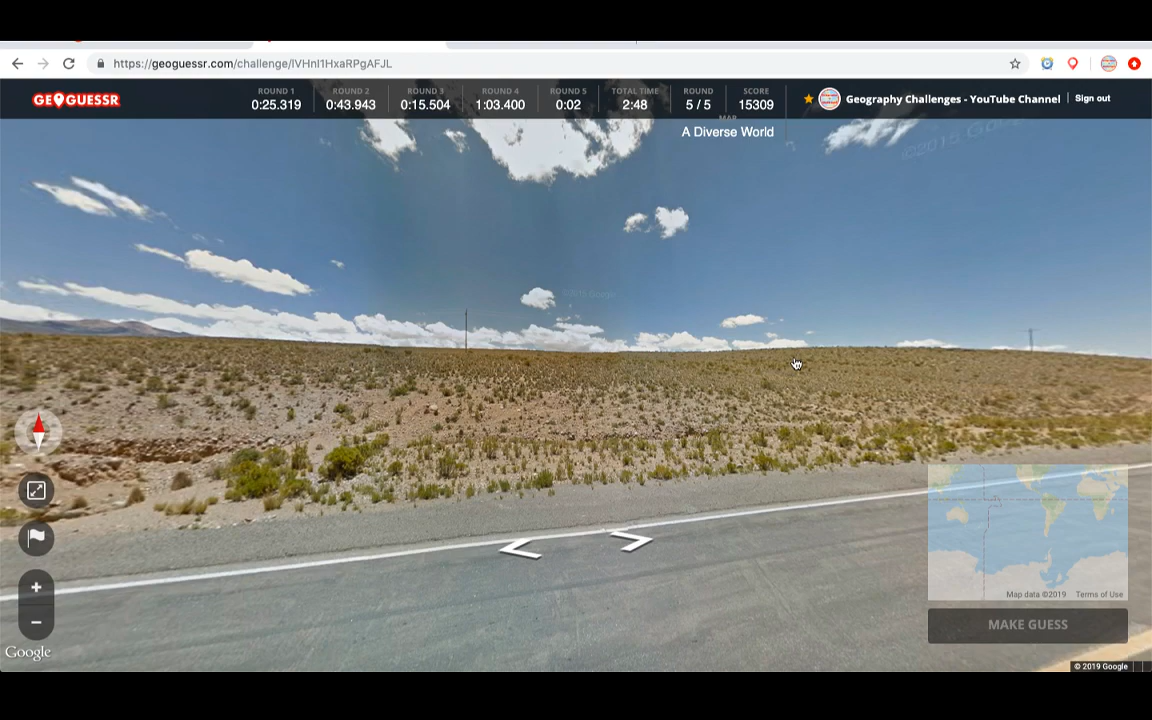 https://geoguessr.com/challenge/lVHnl1HxaRPgAFJL
GEOGUESSR
ROUND 1
0:25.319
ROUND 2
0:43.943
ROUND 3
0:15.504
ROUND 4
1:03.400
ROUND 5
0:02
TOTAL TIME
2:48
ROUND
5 / 5
SCORE
15309
Geography Challenges - YouTube Channel
Sign out
MAP
A Diverse World
Map data ©2019 Terms of Use
MAKE GUESS
Google
© 2019 Google